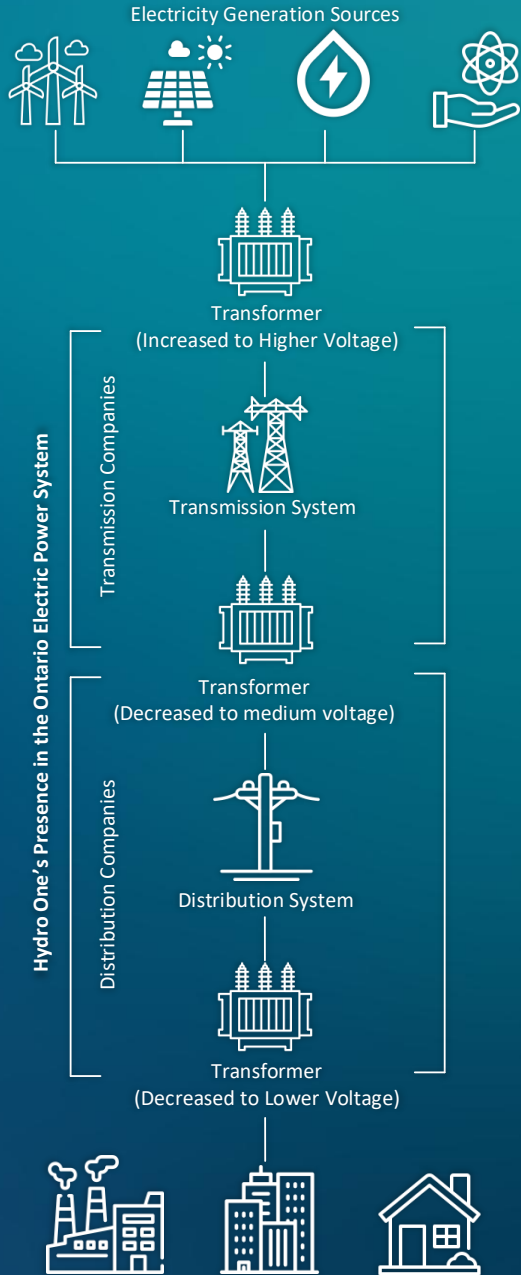 Electricity Generation Sources
Transformer
(Increased to Higher Voltage)
Hydro One’s Presence in the Ontario Electric Power System
Transmission Companies
Transmission System
Transformer
(Decreased to medium voltage)
Distribution Companies
Distribution System
Transformer
(Decreased to Lower Voltage)